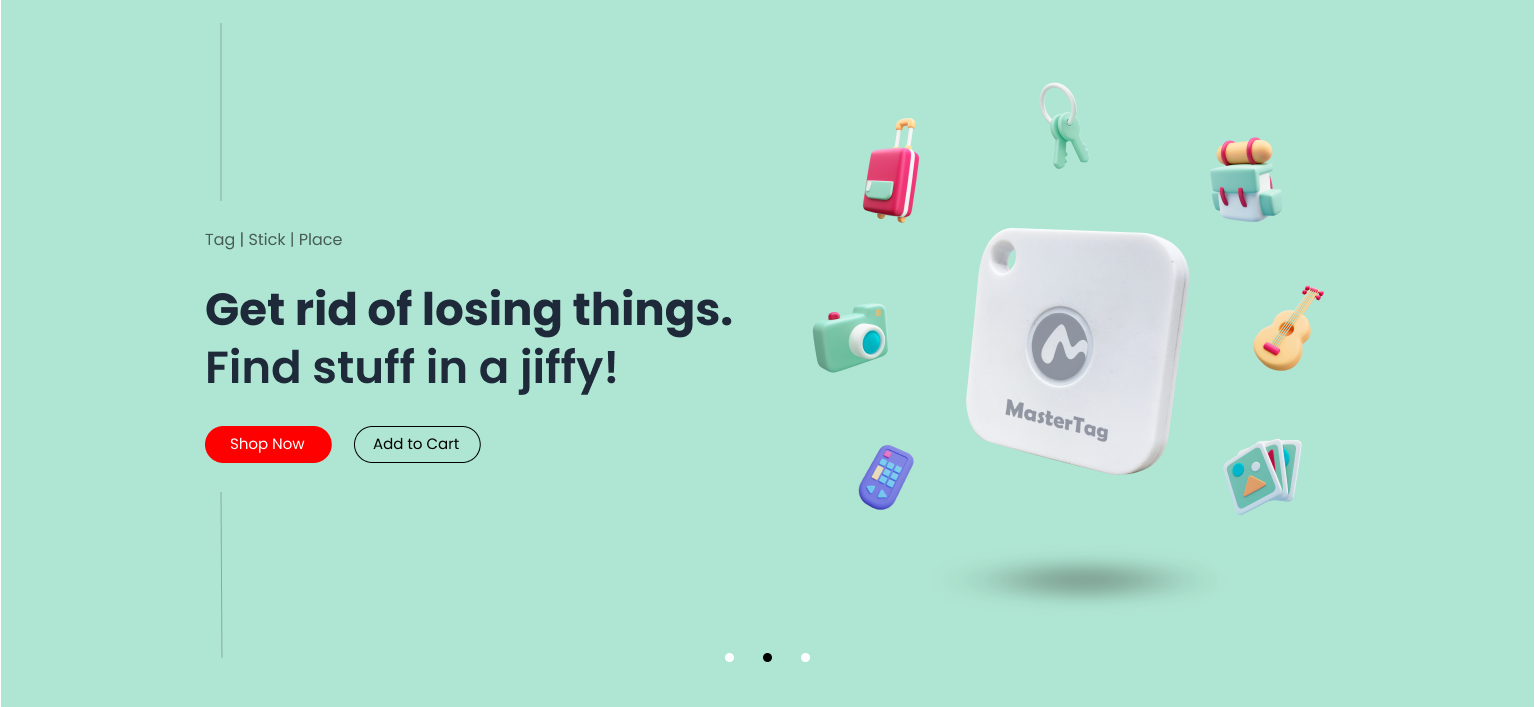 Tag | Stick | Place
Get rid of losing things.
Find stuff in a jiffy!
Shop Now
Add to Cart
MasterTag